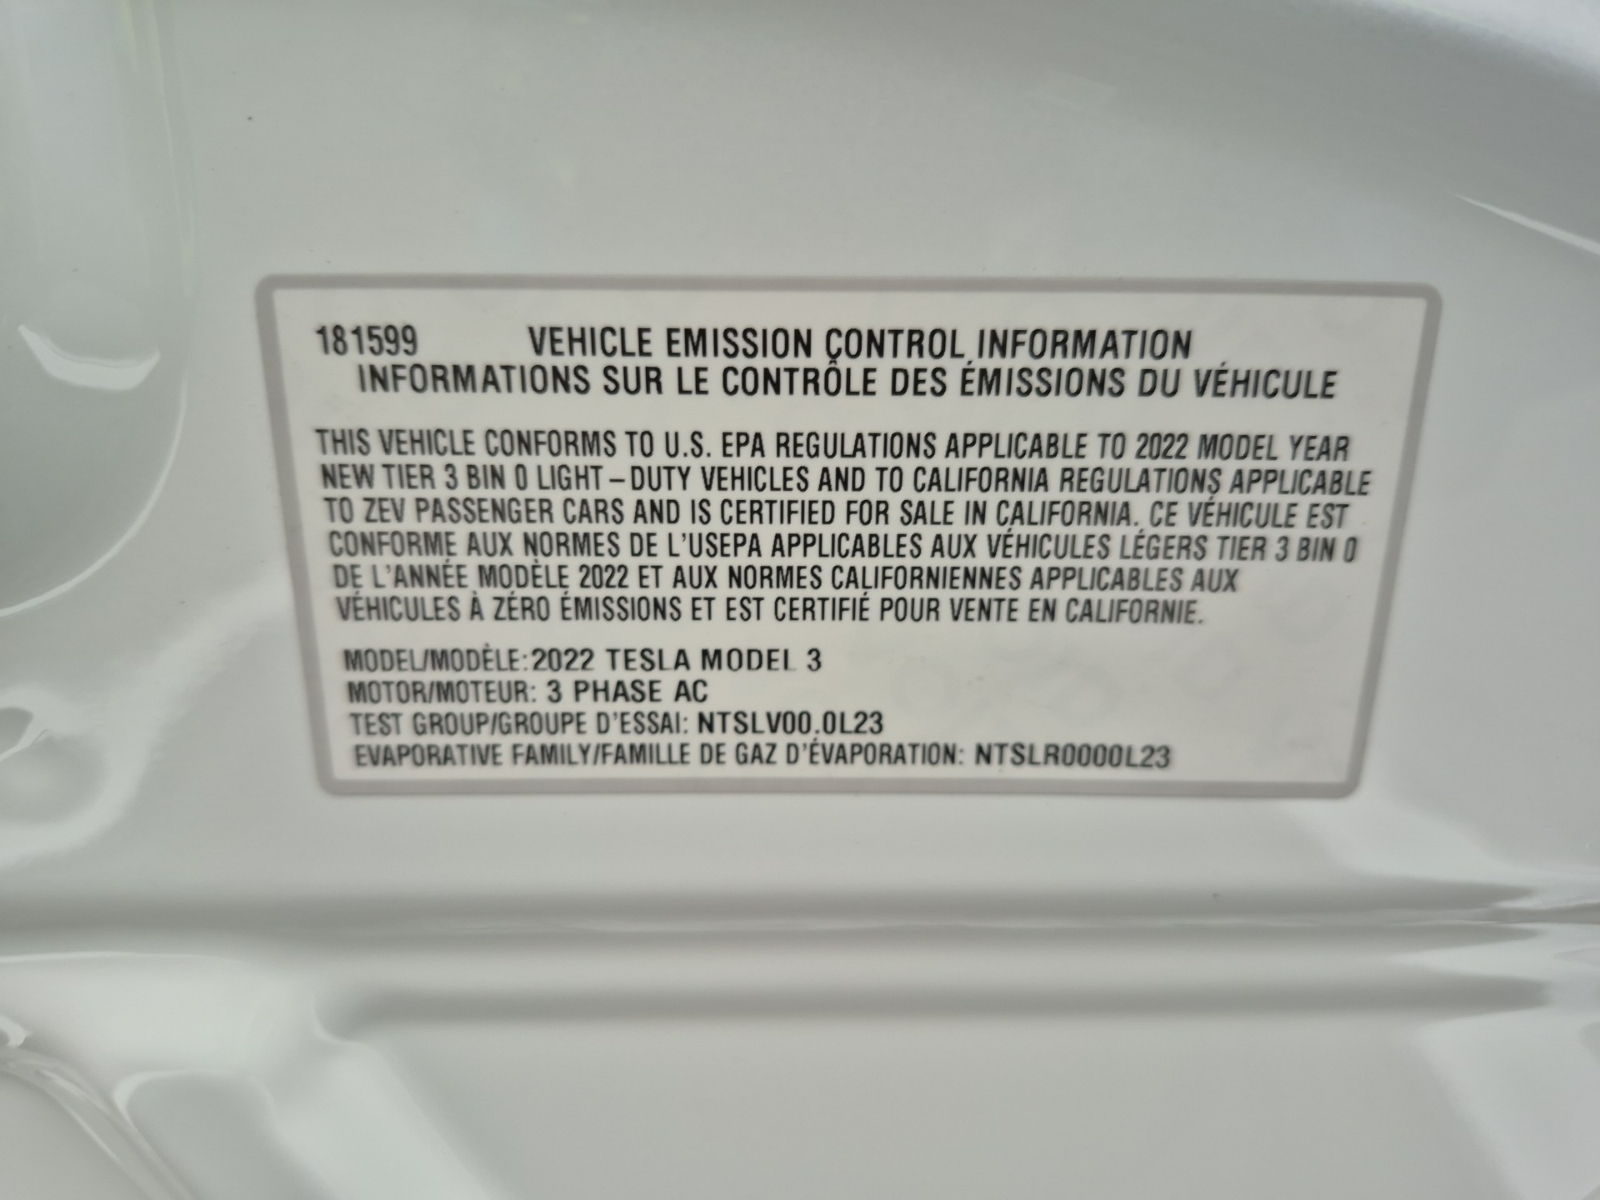 181599 VEHICLE EMISSION CONTROL INFORMATION
INFORMATIONS SUR LE CONTRÔLE DES ÉMISSIONS DU VÉHICULE
THIS VEHICLE CONFORMS TO U.S. EPA REGULATIONS APPLICABLE TO 2022 MODEL YEAR
NEW TIER 3 BIN 0 LIGHT-DUTY VEHICLES AND TO CALIFORNIA REGULATIONS APPLICABLE
TO ZEV PASSENGER CARS AND IS CERTIFIED FOR SALE IN CALIFORNIA. CE VÉHICULE EST
CONFORME AUX NORMES DE L'USEPA APPLICABLES AUX VÉHICULES LÉGERS TIER 3 BIN 0
DE L'ANNÉE MODÈLE 2022 ET AUX NORMES CALIFORNIENNES APPLICABLES AUX
VÉHICULES À ZÉRO ÉMISSIONS ET EST CERTIFIÉ POUR VENTE EN CALIFORNIE.
MODEL/MODÈLE:2022 TESLA MODEL 3
MOTOR/MOTEUR: 3 PHASE AC
TEST GROUP/GROUPE D'ESSAI: NTSLV00.0L23
EVAPORATIVE FAMILY/FAMILLE DE GAZ D'ÉVAPORATION: NTSLR0000L23